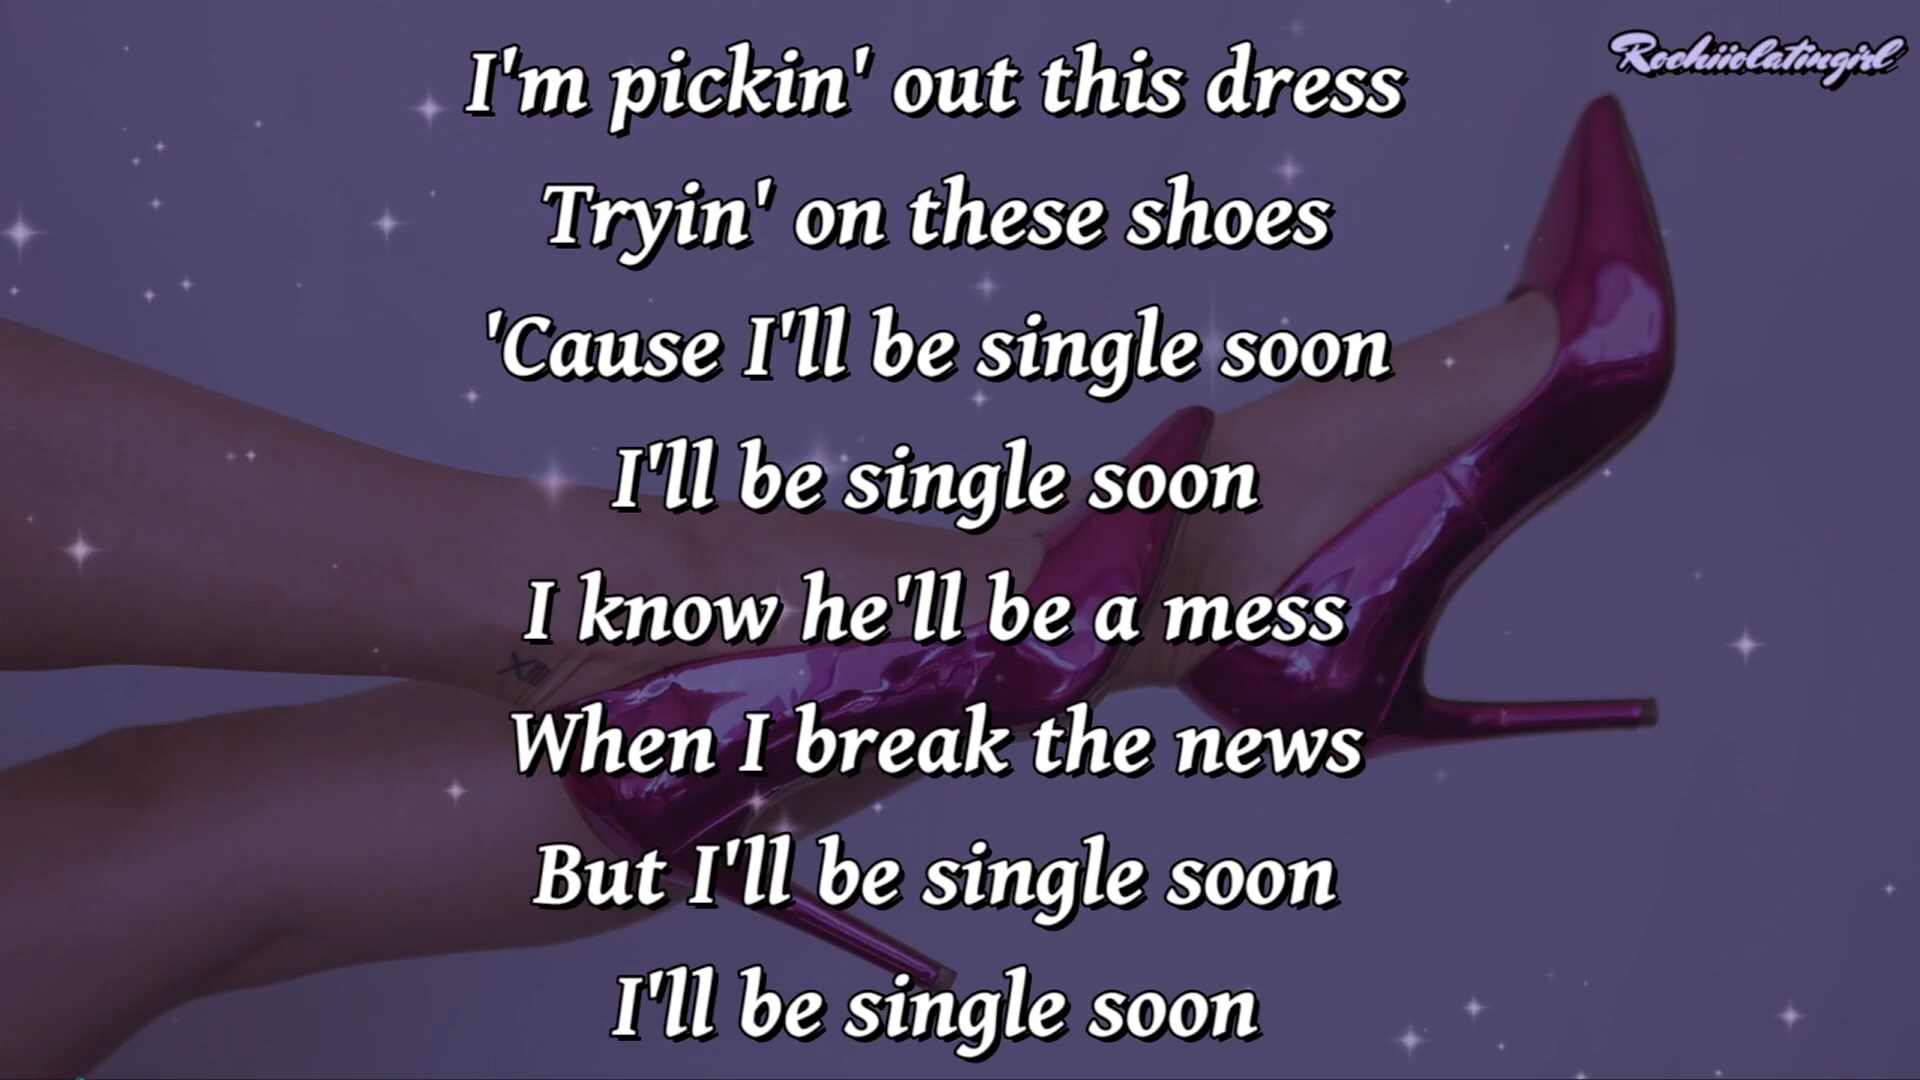 Rochiiolatingirl
I'm pickin' out this dress
Tryin' on these shoes
'Cause I'll be single soon
I'll be single soon
I know he'll be a mess
When I break the news
But I'll be single soon
I'll be single soon
XIII